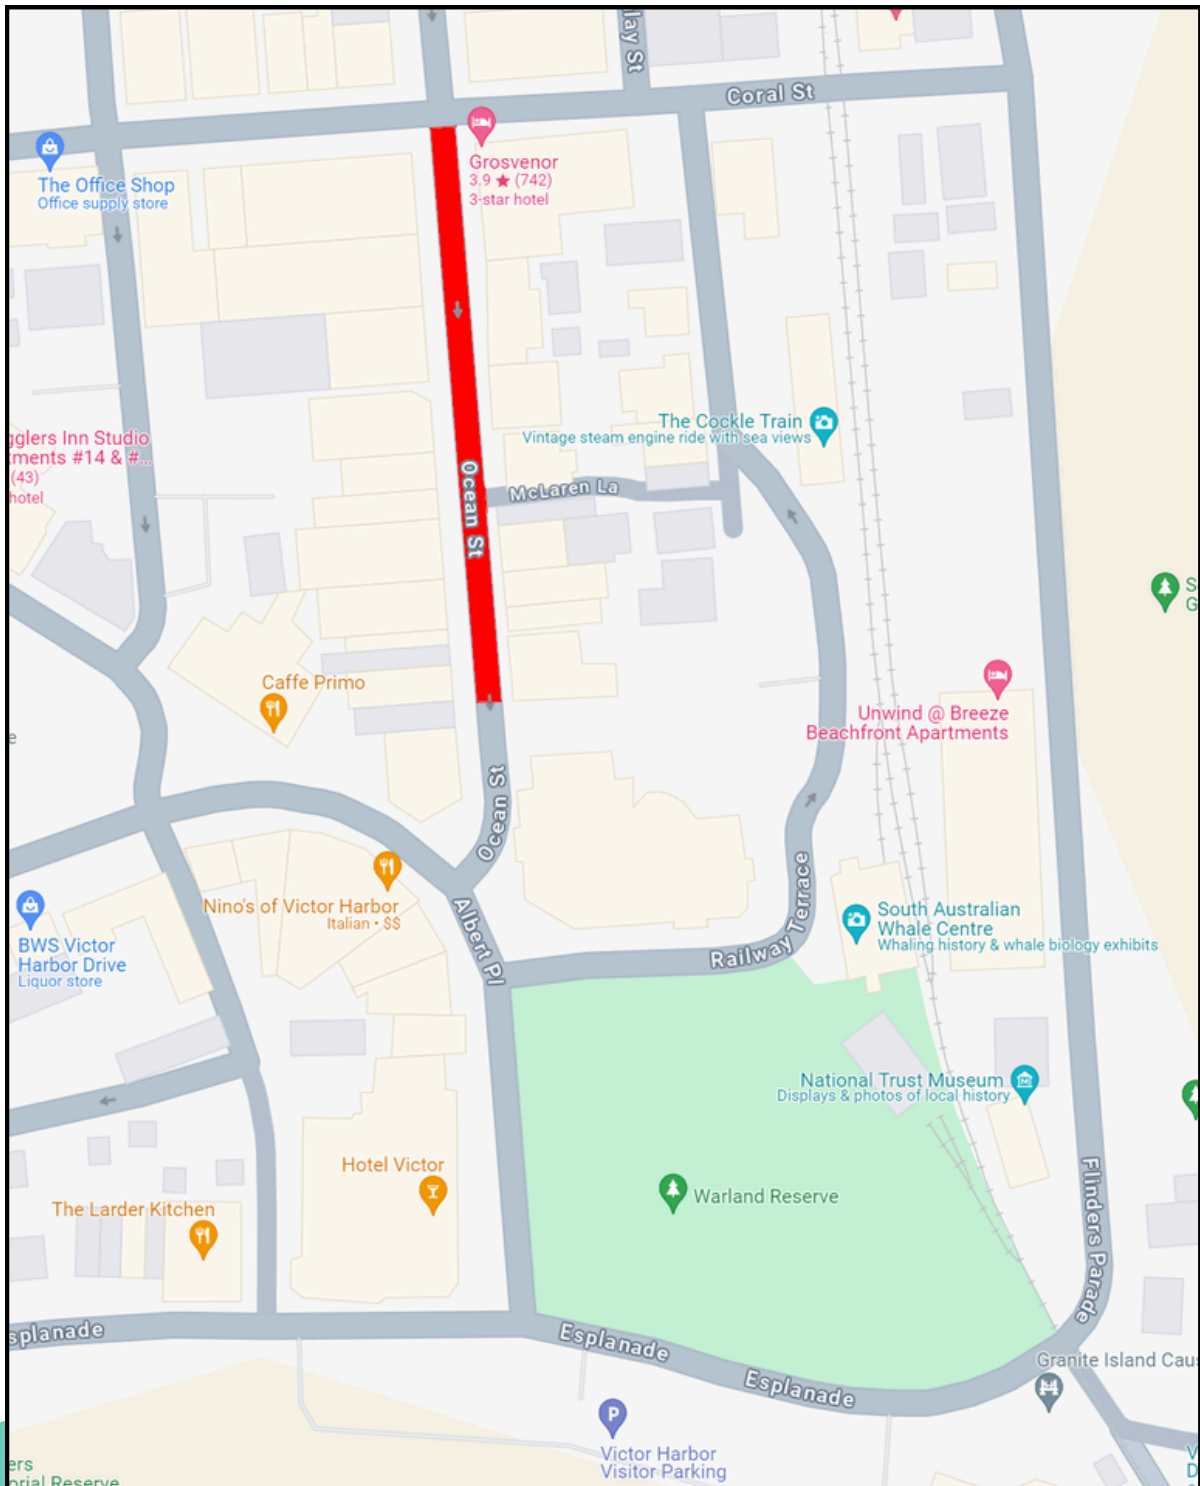 lay St
Coral St
Grosvenor
3.9 ★ (742)
3-star hotel
The Office Shop
Office supply store
The Cockle Train
Vintage steam engine ride with sea views
gglers Inn Studio
tments #14 & #...
(43)
hotel
Ocean St
McLaren La
S
G
Caffe Primo
Unwind @ Breeze
Beachfront Apartments
e
Ocean St
Nino's of Victor Harbor
Italian • $$
Albert Pl
Railway Terrace
South Australian
Whale Centre
Whaling history & whale biology exhibits
BWS Victor
Harbor Drive
Liquor store
National Trust Museum
Displays & photos of local history
Hotel Victor
Warland Reserve
The Larder Kitchen
Flinders Parade
splanade
Esplanade
Esplanade
Granite Island Cau
P
Victor Harbor
Visitor Parking
ers
orial Reserve
V
D